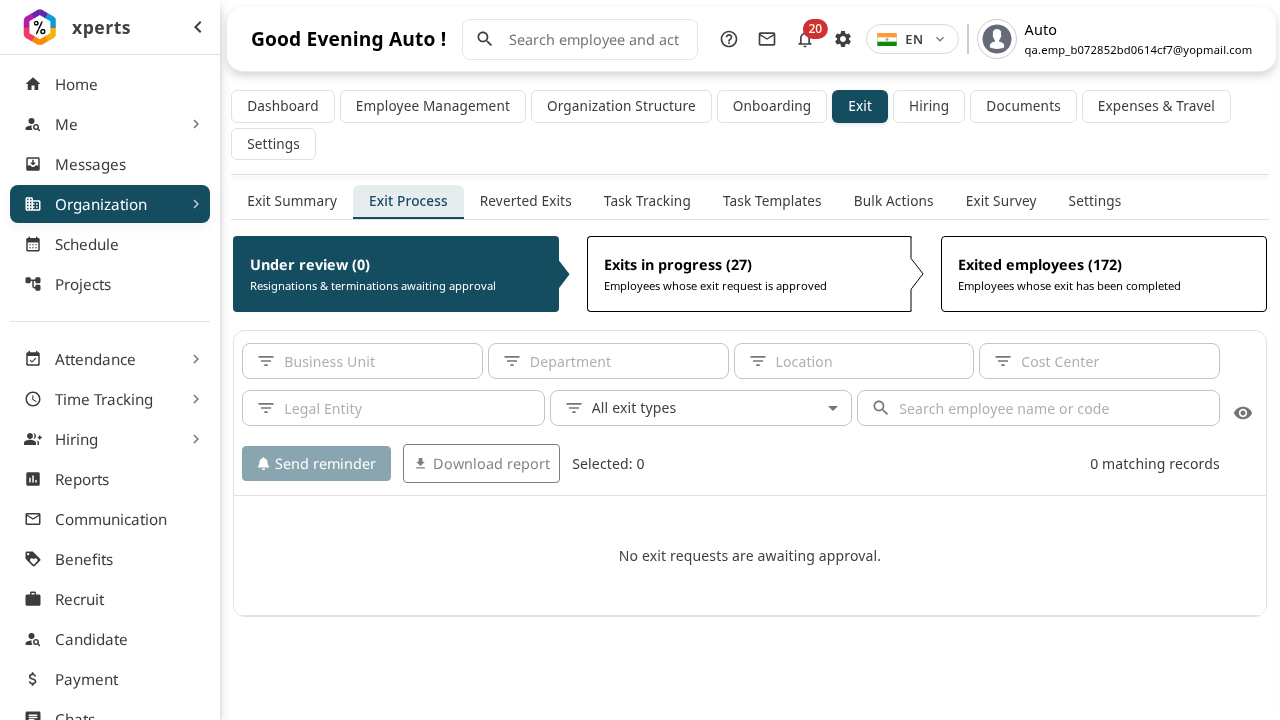 xperts
Good Evening Auto !
Search employee and act
20
EN
Auto
qa.emp_b072852bd0614cf7@yopmail.com
Home
Me
Messages
Organization
Schedule
Projects
Attendance
Time Tracking
Hiring
Reports
Communication
Benefits
Recruit
Candidate
Payment
Chats
Dashboard
Employee Management
Organization Structure
Onboarding
Exit
Hiring
Documents
Expenses & Travel
Settings
Exit Summary
Exit Process
Reverted Exits
Task Tracking
Task Templates
Bulk Actions
Exit Survey
Settings
Under review (0)
Resignations & terminations awaiting approval
Exits in progress (27)
Employees whose exit request is approved
Exited employees (172)
Employees whose exit has been completed
Business Unit
Department
Location
Cost Center
Legal Entity
All exit types
Search employee name or code
Send reminder
Download report
Selected: 0
0 matching records
No exit requests are awaiting approval.